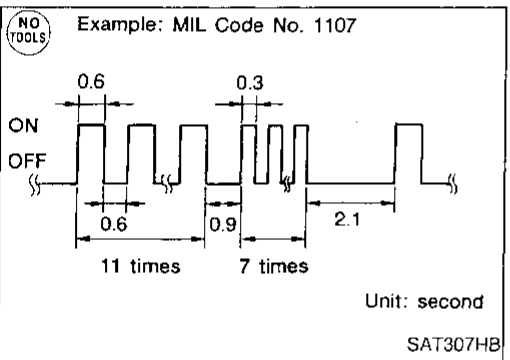 NO
TOOLS
Example: MIL Code No. 1107
0.6
0.3
ON
OFF
0.6
0.9
2.1
11 times
7 times
Unit: second
SAT307HB